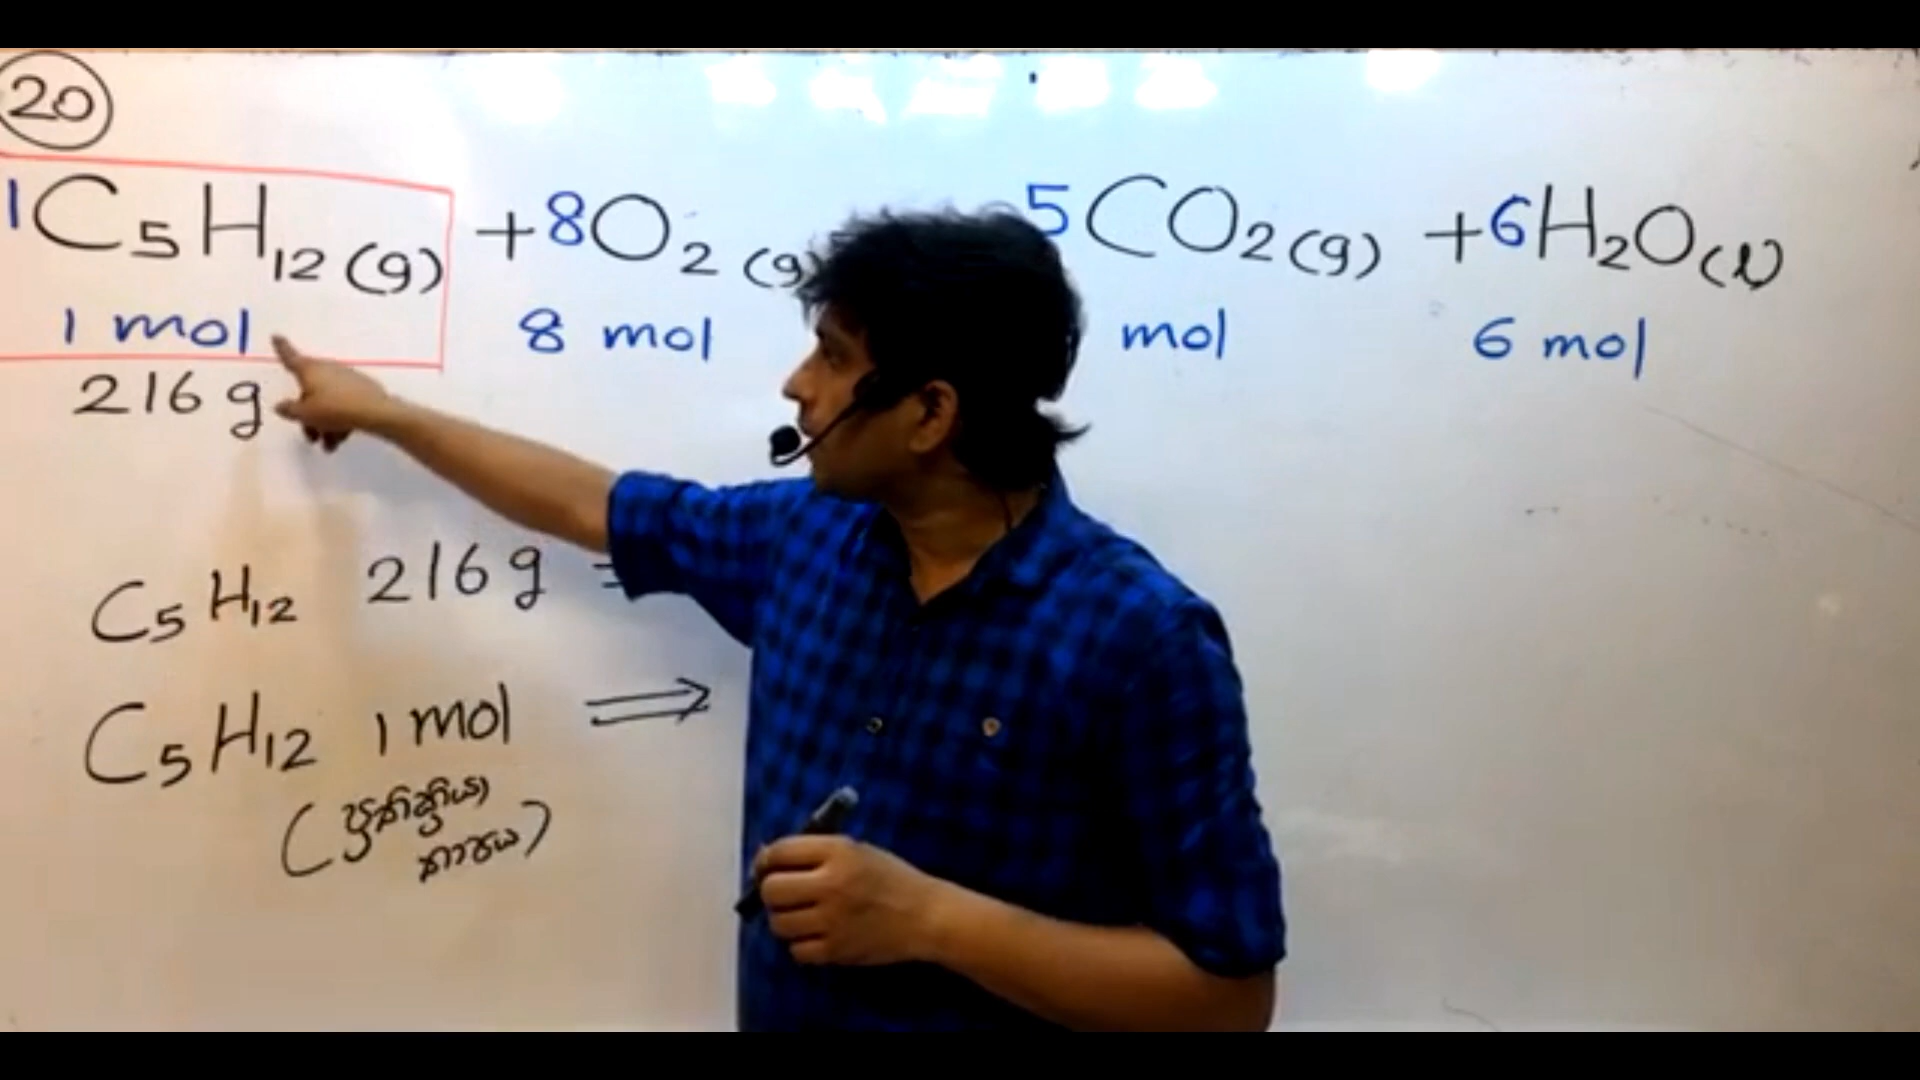 20
1C₅H₁₂(g) +8O₂(g) 5CO₂(g) +6H₂O(l)
1 mol 8 mol mol 6 mol
216 g
C₅H₁₂ 216 g =
C₅H₁₂ 1 mol ⇒
(ප්‍රතික්‍රියා
තාපය)